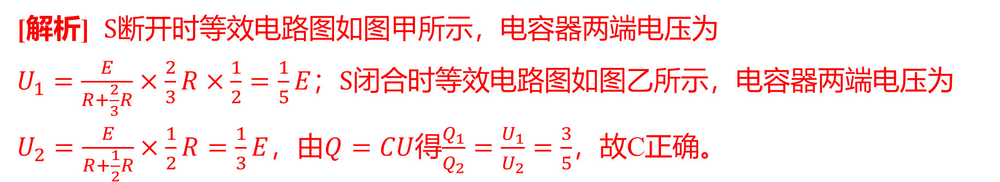 [解析] S断开时等效电路图如图甲所示，电容器两端电压为
$U_1=\frac{E}{R+\frac{2}{3}R}×\frac{2}{3}R×\frac{1}{2}=\frac{1}{5}E$；S闭合时等效电路图如图乙所示，电容器两端电压为
$U_2=\frac{E}{R+\frac{1}{2}R}×\frac{1}{2}R=\frac{1}{3}E$，由$Q=CU$得$\frac{Q_1}{Q_2}=\frac{U_1}{U_2}=\frac{3}{5}$，故C正确。